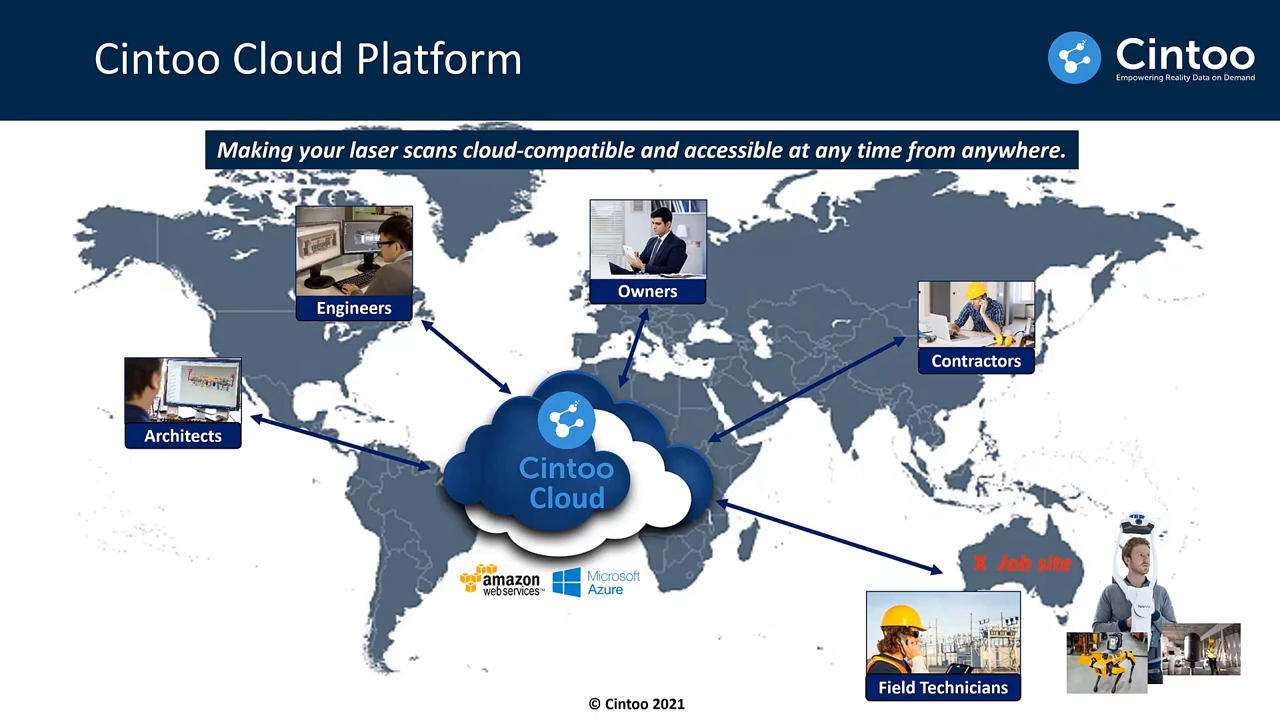 Cintoo Cloud Platform
Cintoo
Empowering Reality Data on Demand
Making your laser scans cloud-compatible and accessible at any time from anywhere.
Engineers
Owners
Contractors
Architects
Cintoo
Cloud
amazon
web services™
Microsoft
Azure
X Job site
Field Technicians
© Cintoo 2021